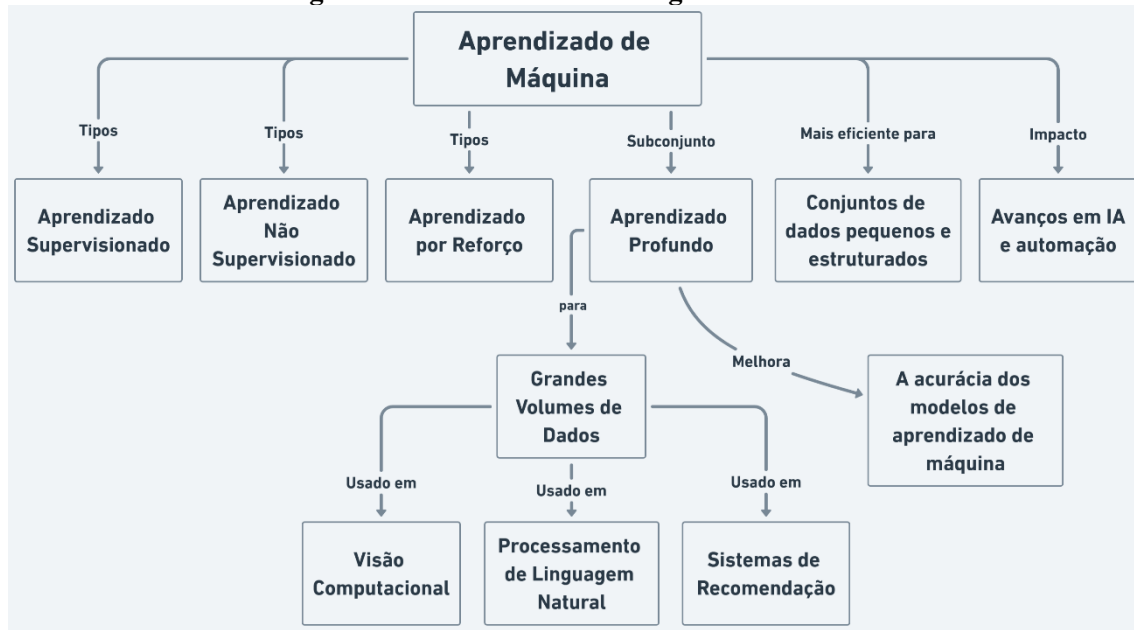 Aprendizado de
Máquina
Tipos
Tipos
Tipos
Subconjunto
Mais eficiente para
Impacto
Aprendizado
Supervisionado
Aprendizado
Não
Supervisionado
Aprendizado
por Reforço
Aprendizado
Profundo
Conjuntos de
dados pequenos e
estruturados
Avanços em IA
e automação
para
Melhora
Grandes
Volumes de
Dados
A acurácia dos
modelos de
aprendizado de
máquina
Usado em
Usado em
Usado em
Visão
Computacional
Processamento
de Linguagem
Natural
Sistemas de
Recomendação